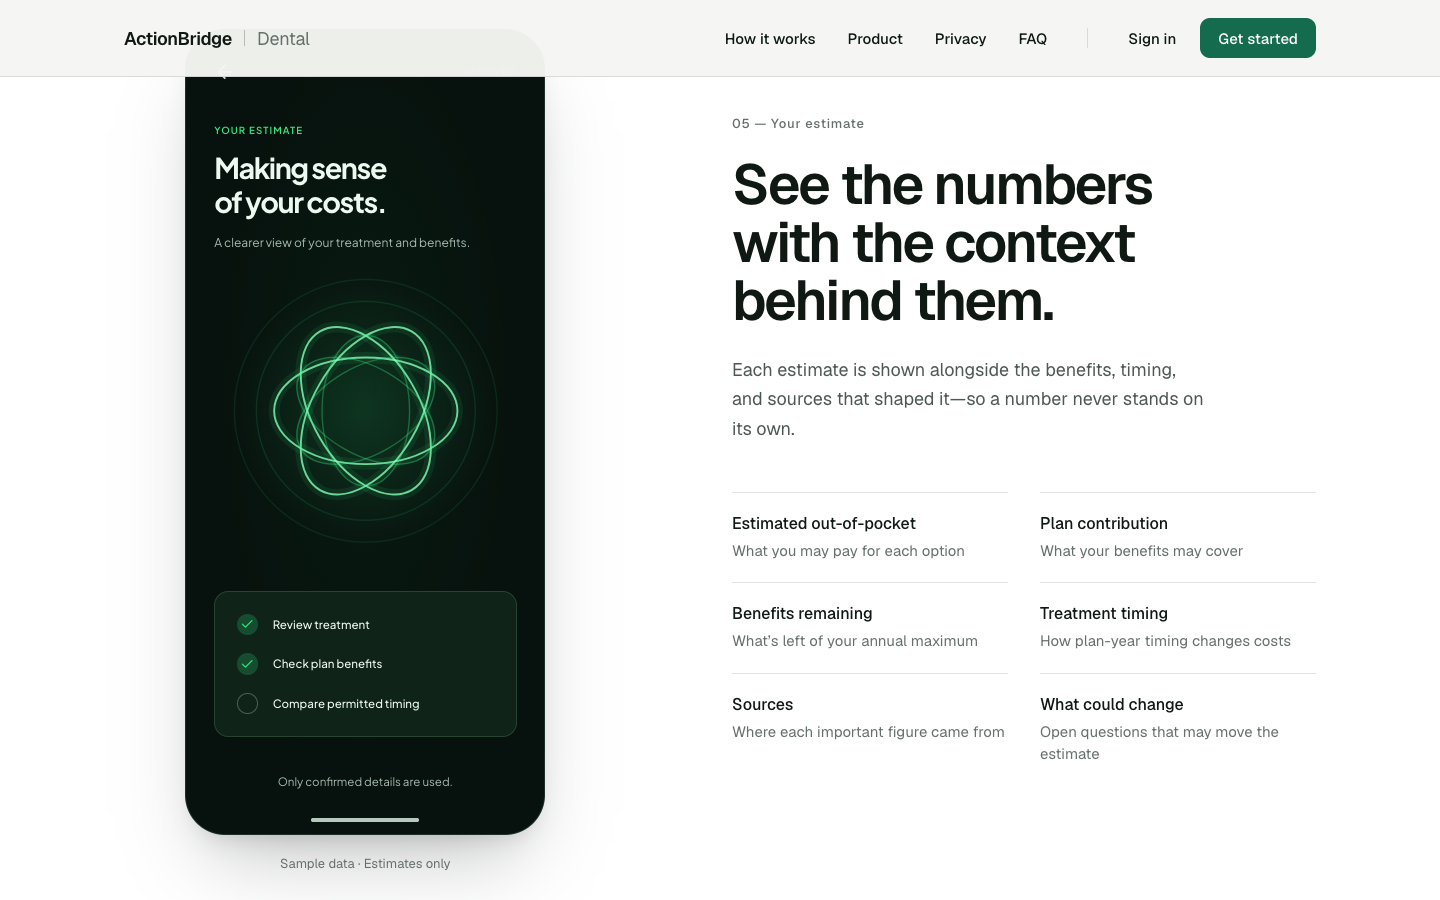 ActionBridge | Dental
How it works
Product
Privacy
FAQ
Sign in
Get started
YOUR ESTIMATE
Making sense
of your costs.
A clearer view of your treatment and benefits.
Review treatment
Check plan benefits
Compare permitted timing
Only confirmed details are used.
Sample data · Estimates only
05 — Your estimate
See the numbers
with the context
behind them.
Each estimate is shown alongside the benefits, timing,
and sources that shaped it—so a number never stands on
its own.
Estimated out-of-pocket
What you may pay for each option
Plan contribution
What your benefits may cover
Benefits remaining
What's left of your annual maximum
Treatment timing
How plan-year timing changes costs
Sources
Where each important figure came from
What could change
Open questions that may move the
estimate